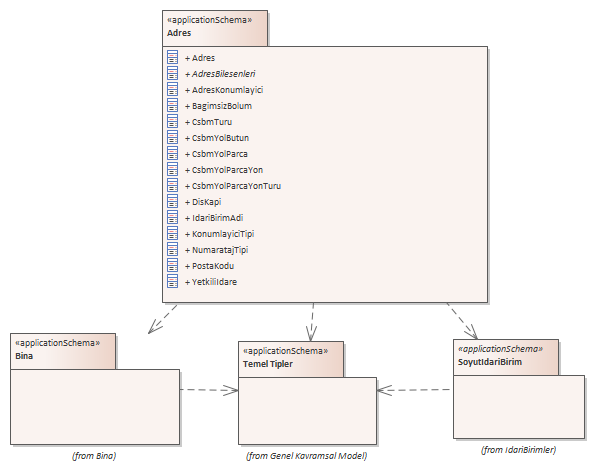 «applicationSchema»
Adres
+ Adres
+ AdresBilesenleri
+ AdresKonumlayici
+ BagimsizBolum
+ CsbmTuru
+ CsbmYolButun
+ CsbmYolParca
+ CsbmYolParcaYon
+ CsbmYolParcaYonTuru
+ DisKapi
+ IdariBirimAdi
+ KonumlayiciTipi
+ NumaratajTipi
+ PostaKodu
+ YetkiliIdare
«applicationSchema»
Bina
(from Bina)
«applicationSchema»
Temel Tipler
(from Genel Kavramsal Model)
«applicationSchema»
SoyutIdariBirim
(from IdariBirimler)